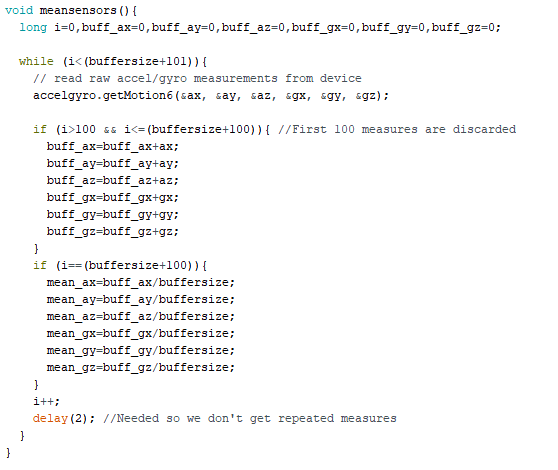 void meansensors(){
  long i=0,buff_ax=0,buff_ay=0,buff_az=0,buff_gx=0,buff_gy=0,buff_gz=0;

  while (i<(buffersize+101)){
    // read raw accel/gyro measurements from device
    accelgyro.getMotion6(&ax, &ay, &az, &gx, &gy, &gz);

    if (i>100 && i<=(buffersize+100)){ //First 100 measures are discarded
      buff_ax=buff_ax+ax;
      buff_ay=buff_ay+ay;
      buff_az=buff_az+az;
      buff_gx=buff_gx+gx;
      buff_gy=buff_gy+gy;
      buff_gz=buff_gz+gz;
    }
    if (i==(buffersize+100)){
      mean_ax=buff_ax/buffersize;
      mean_ay=buff_ay/buffersize;
      mean_az=buff_az/buffersize;
      mean_gx=buff_gx/buffersize;
      mean_gy=buff_gy/buffersize;
      mean_gz=buff_gz/buffersize;
    }
    i++;
    delay(2); //Needed so we don't get repeated measures
  }
}